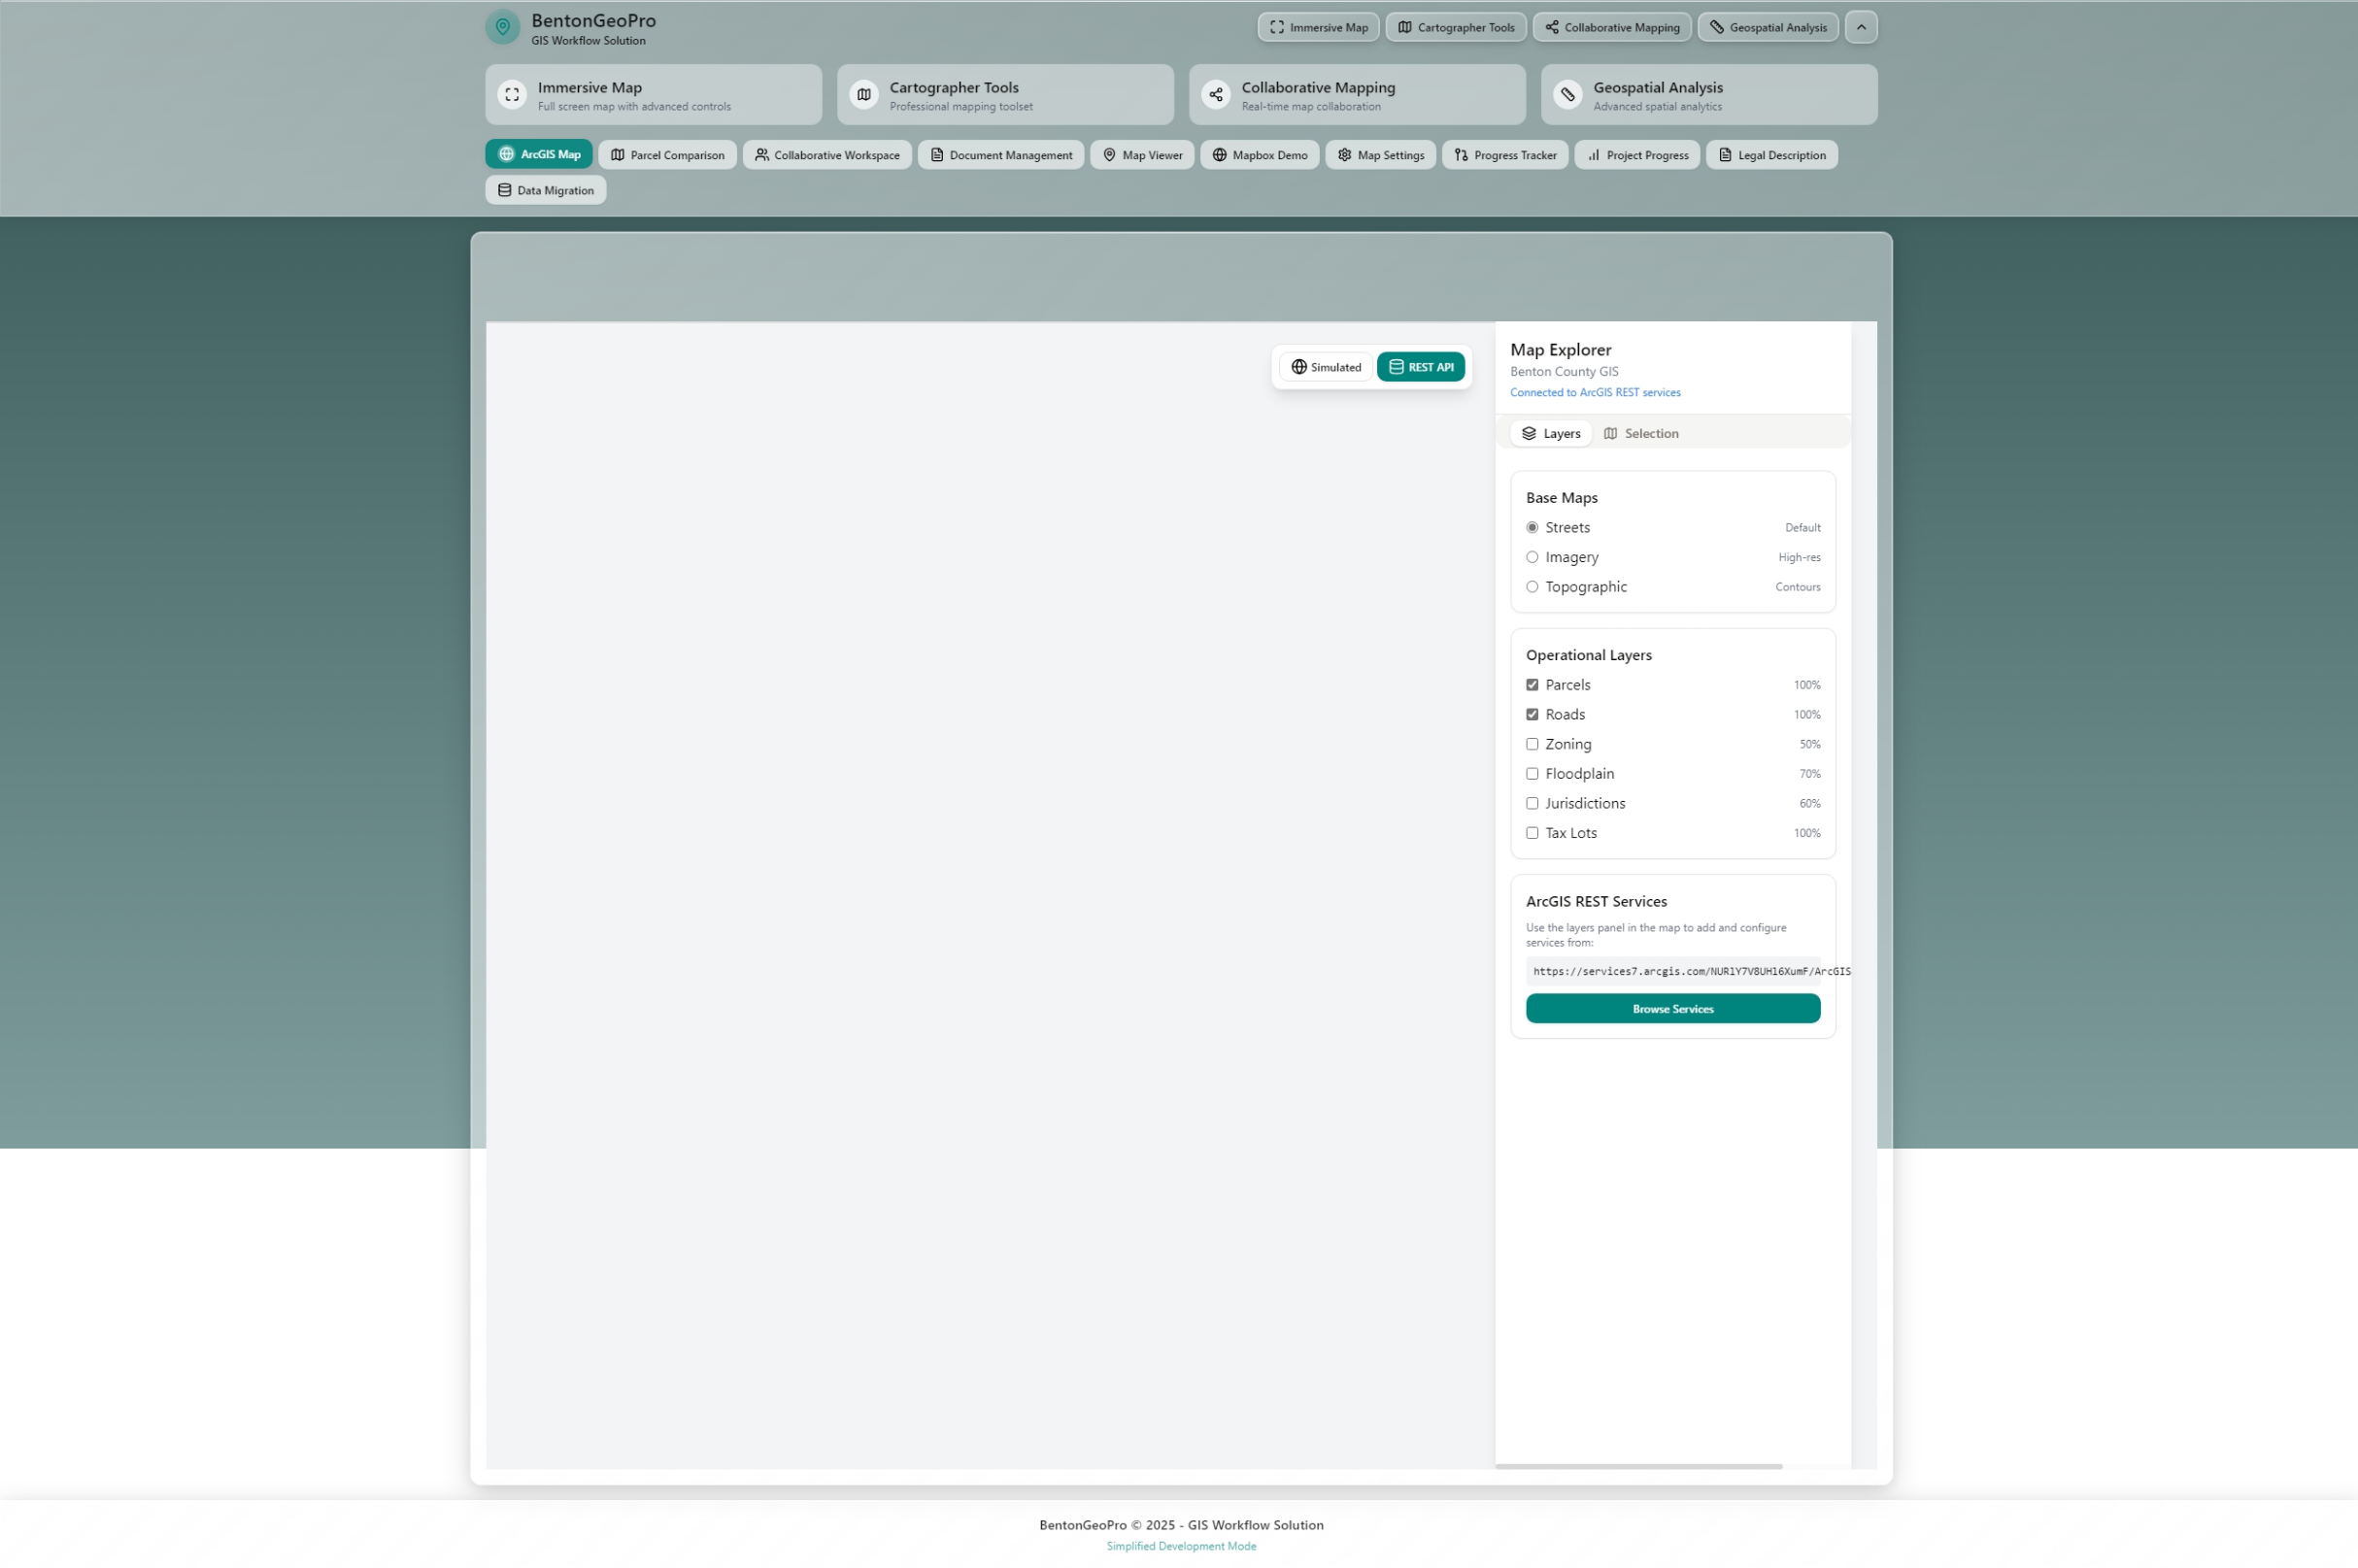 BentonGeoPro
GIS Workflow Solution
Immersive Map
Cartographer Tools
Collaborative Mapping
Geospatial Analysis
Immersive Map
Full screen map with advanced controls
Cartographer Tools
Professional mapping toolset
Collaborative Mapping
Real-time map collaboration
Geospatial Analysis
Advanced spatial analytics
ArcGIS Map
Parcel Comparison
Collaborative Workspace
Document Management
Map Viewer
Mapbox Demo
Map Settings
Progress Tracker
Project Progress
Legal Description
Data Migration
Simulated
REST API
Map Explorer
Benton County GIS
Connected to ArcGIS REST services
Layers
Selection
Base Maps
Streets Default
Imagery High-res
Topographic Contours
Operational Layers
Parcels 100%
Roads 100%
Zoning 50%
Floodplain 70%
Jurisdictions 60%
Tax Lots 100%
ArcGIS REST Services
Use the layers panel in the map to add and configure
services from:
https://services7.arcgis.com/NURlY7V8UHl6XumF/ArcGIS
Browse Services
BentonGeoPro © 2025 - GIS Workflow Solution
Simplified Development Mode